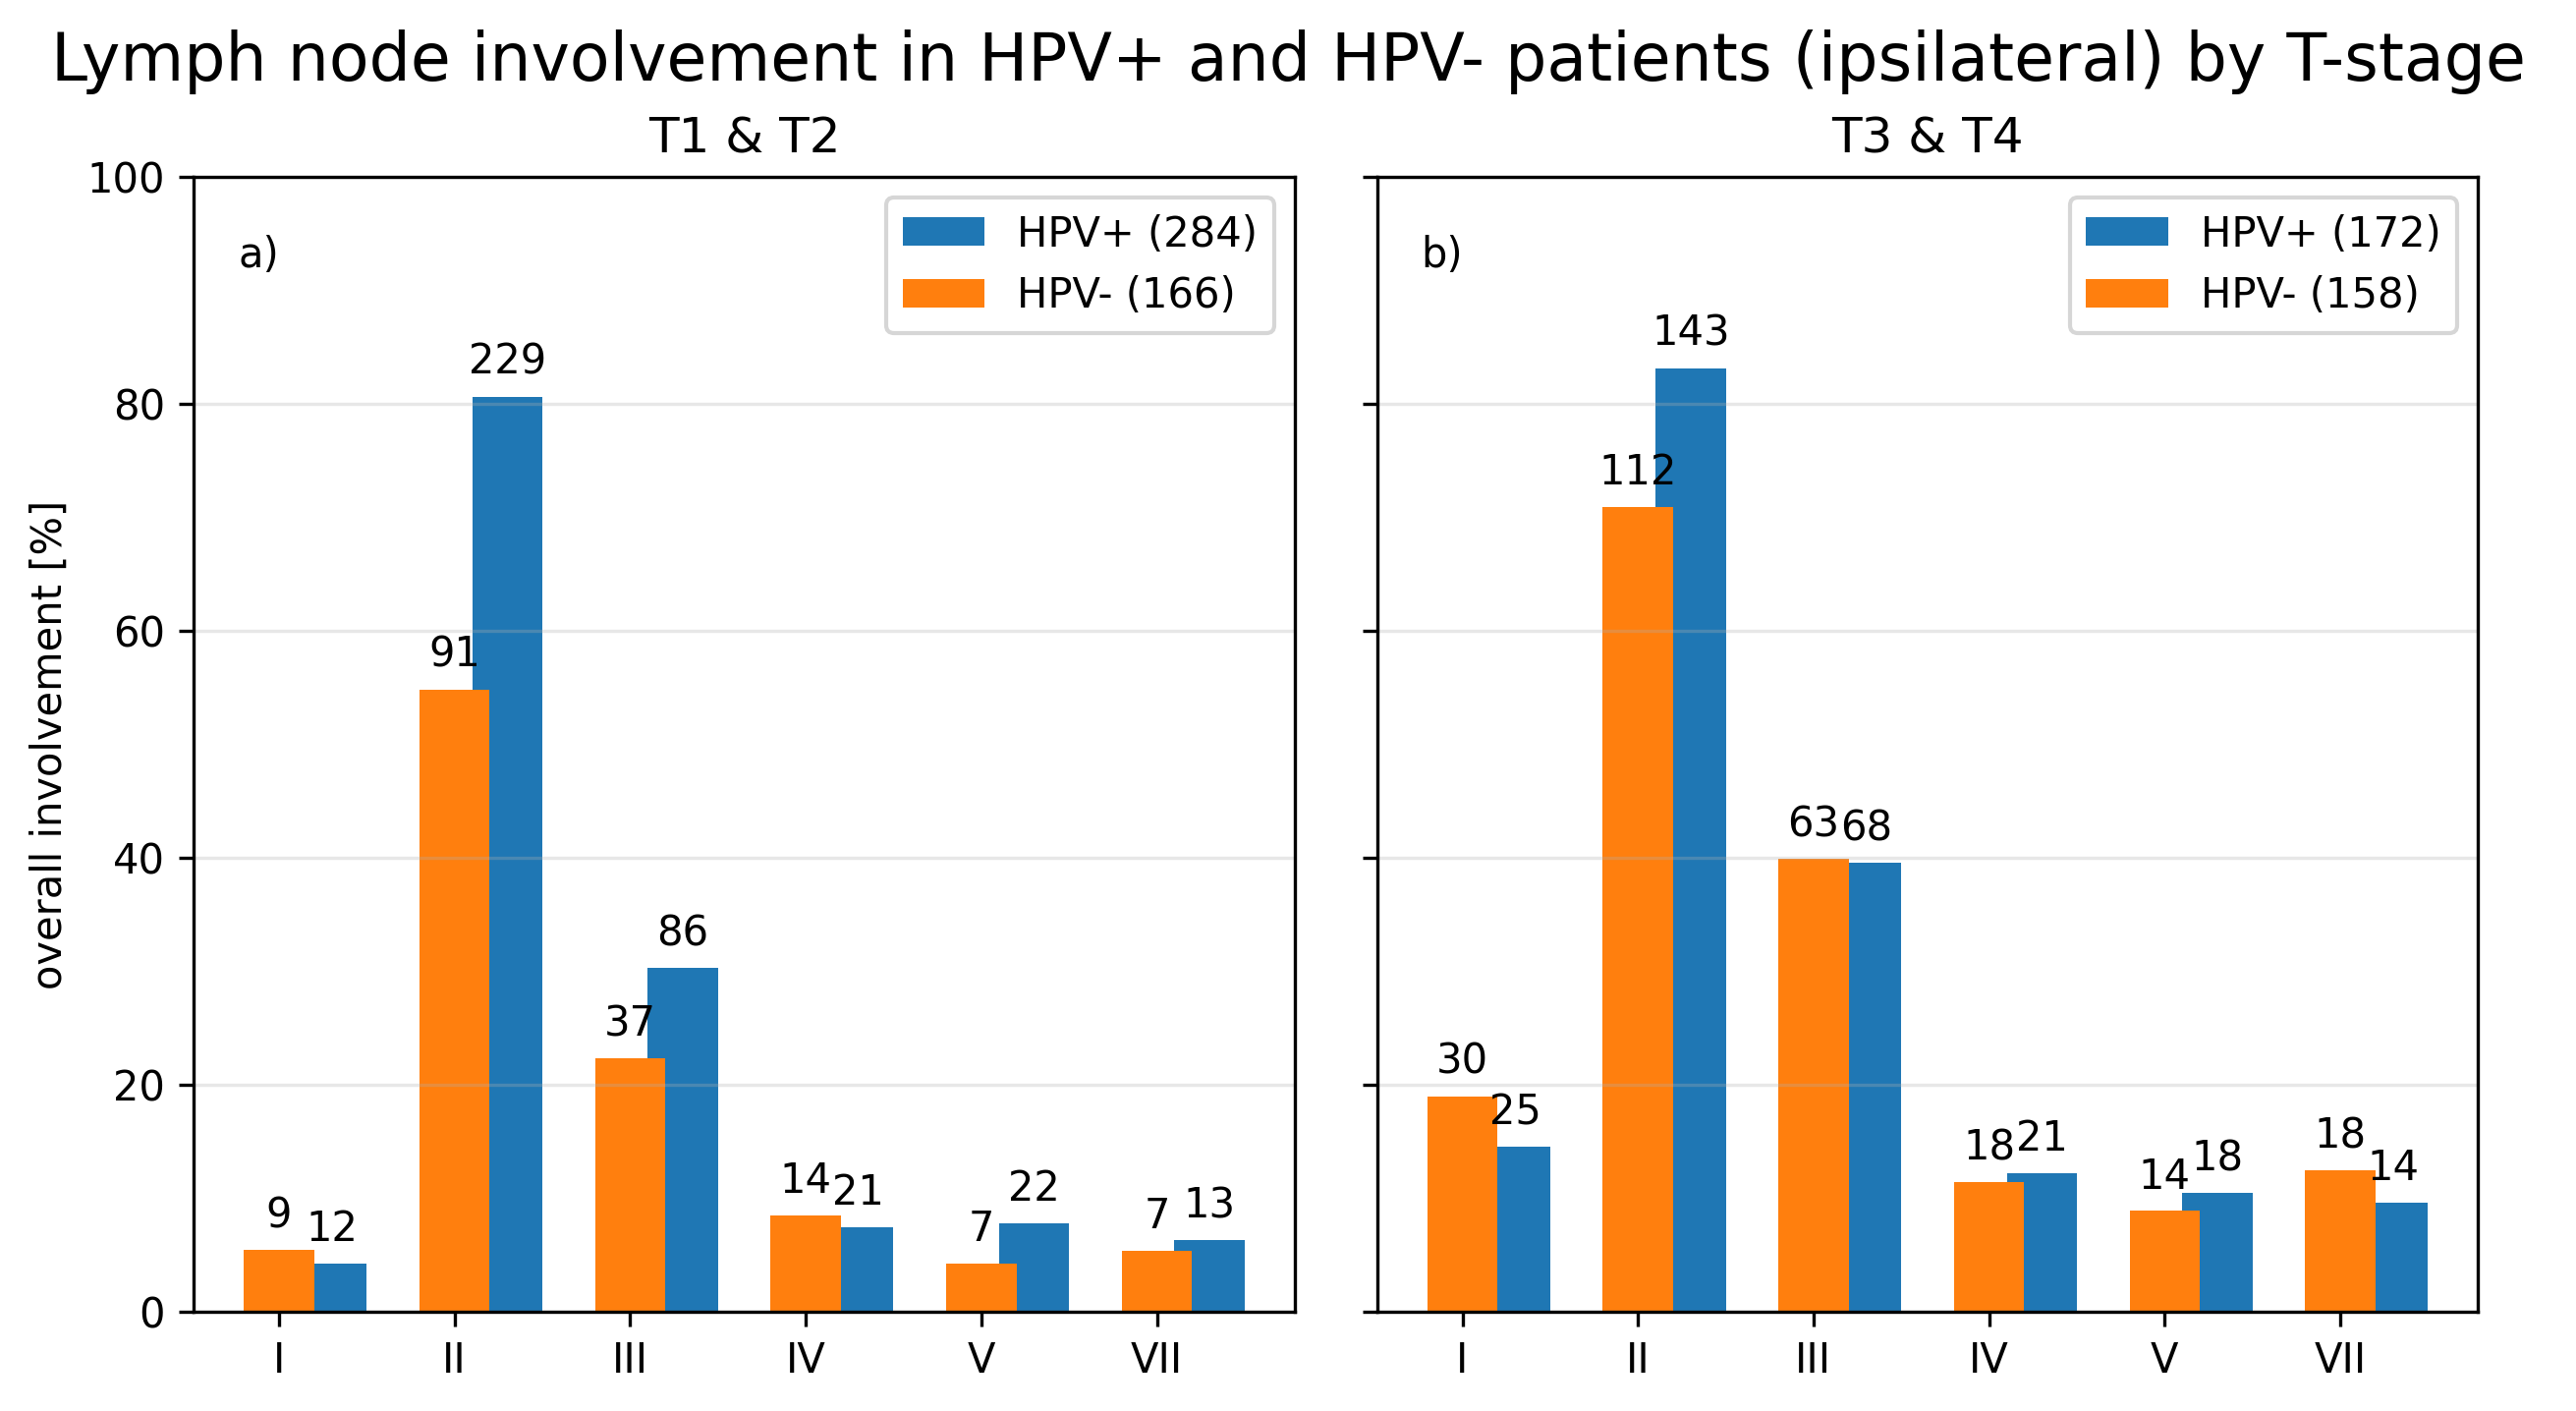 Lymph node involvement in HPV+ and HPV- patients (ipsilateral) by T-stage
T1 & T2
overall involvement [%]
100
80
60
40
20
0
a)
HPV+ (284)
HPV- (166)
9
12
91
229
37
86
14
21
7
22
7
13
I
II
III
IV
V
VII
T3 & T4
b)
HPV+ (172)
HPV- (158)
30
25
112
143
63
68
18
21
14
18
18
14
I
II
III
IV
V
VII